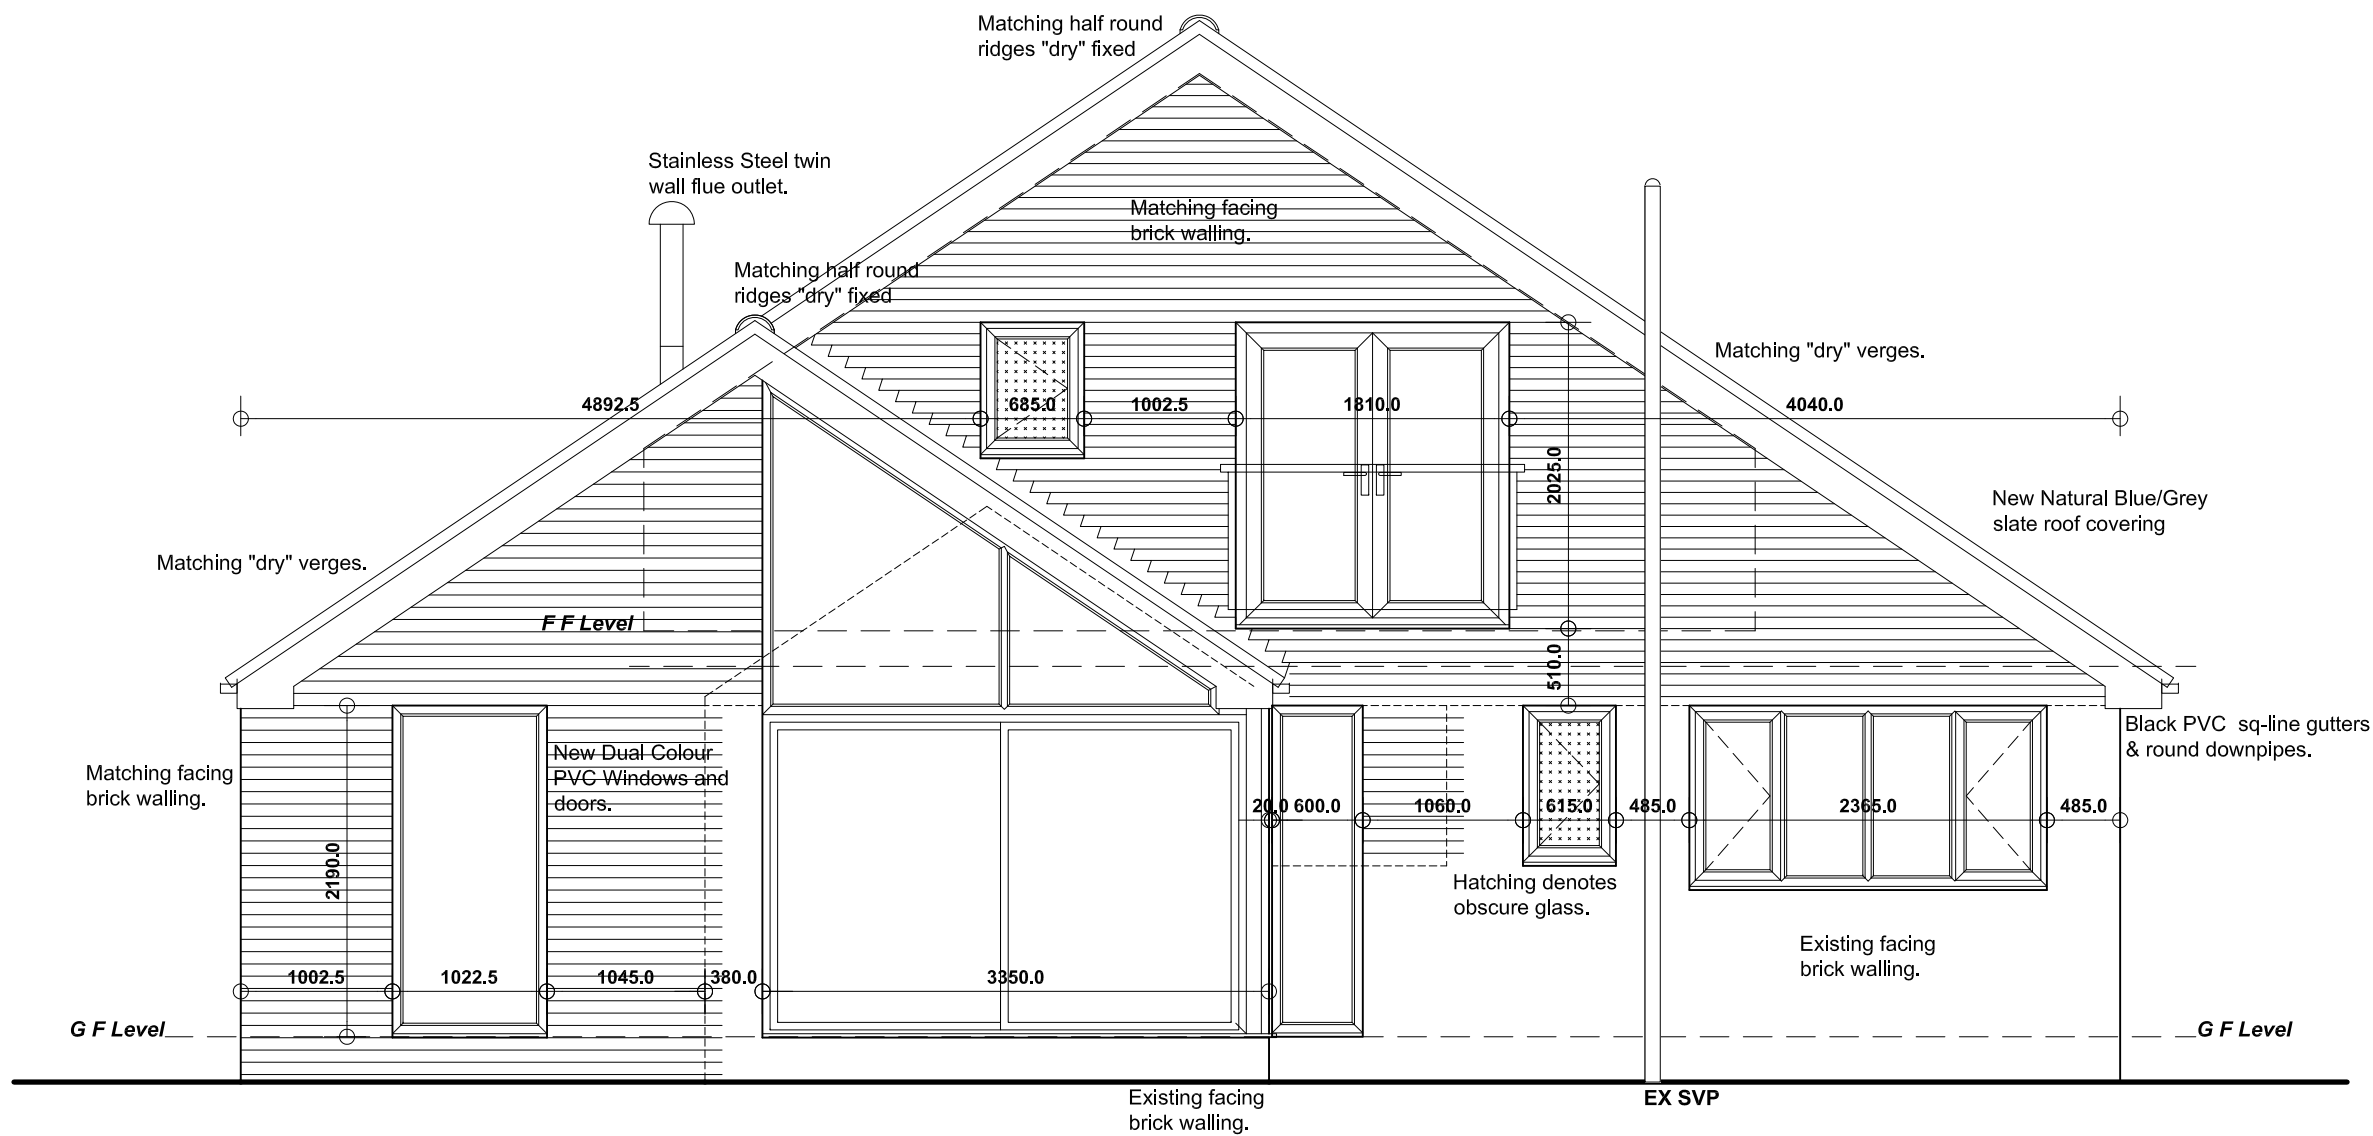 Matching half round
ridges "dry" fixed
Stainless Steel twin
wall flue outlet.
Matching facing
brick walling.
Matching half round
ridges "dry" fixed
Matching "dry" verges.
4892.5
685.0
1002.5
1810.0
4040.0
2025.0
New Natural Blue/Grey
slate roof covering
Matching "dry" verges.
F F Level
510.0
Black PVC sq-line gutters
& round downpipes.
New Dual Colour
PVC Windows and
doors.
Matching facing
brick walling.
20.0
600.0
1060.0
615.0
485.0
2365.0
485.0
2190.0
Hatching denotes
obscure glass.
Existing facing
brick walling.
1002.5
1022.5
1045.0
380.0
3350.0
G F Level
G F Level
Existing facing
brick walling.
EX SVP